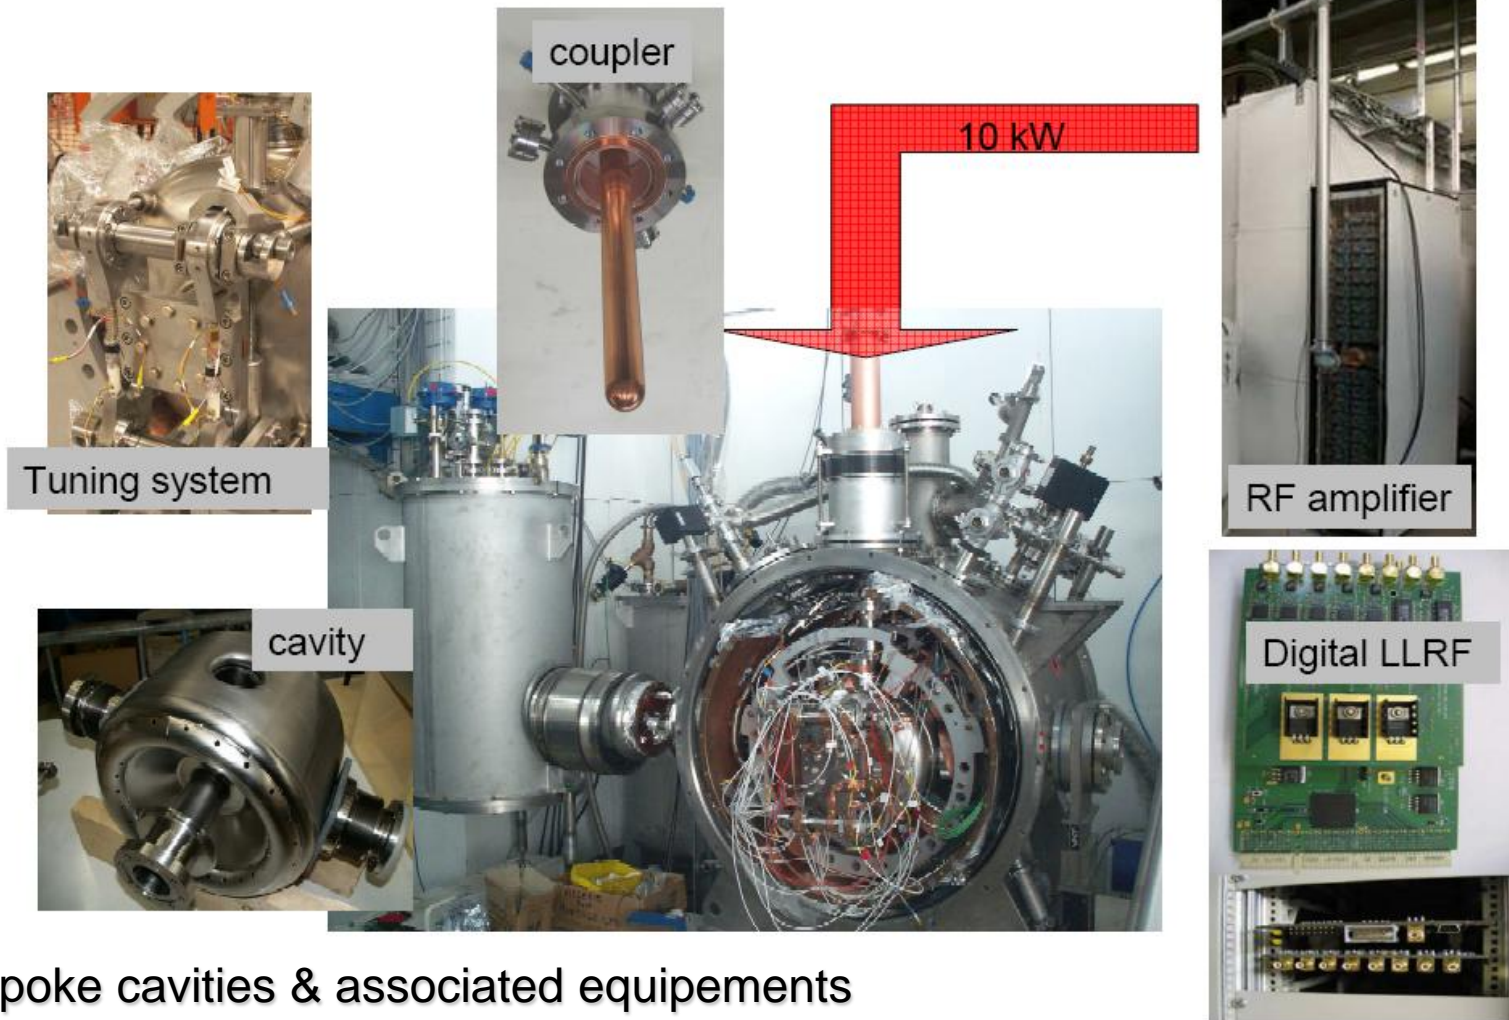 coupler
10 kW
Tuning system
RF amplifier
cavity
Digital LLRF
poke cavities & associated equipements